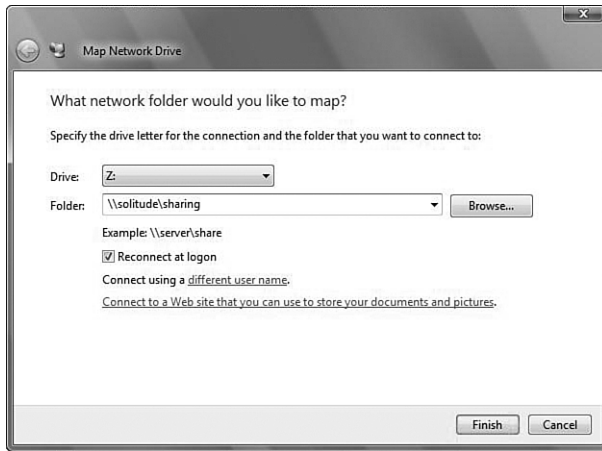 Map Network Drive
What network folder would you like to map?
Specify the drive letter for the connection and the folder that you want to connect to:
Drive: Z:
Folder: \\solitude\sharing Browse...
Example: \\server\share
Reconnect at logon
Connect using a different user name.
Connect to a Web site that you can use to store your documents and pictures.
Finish Cancel